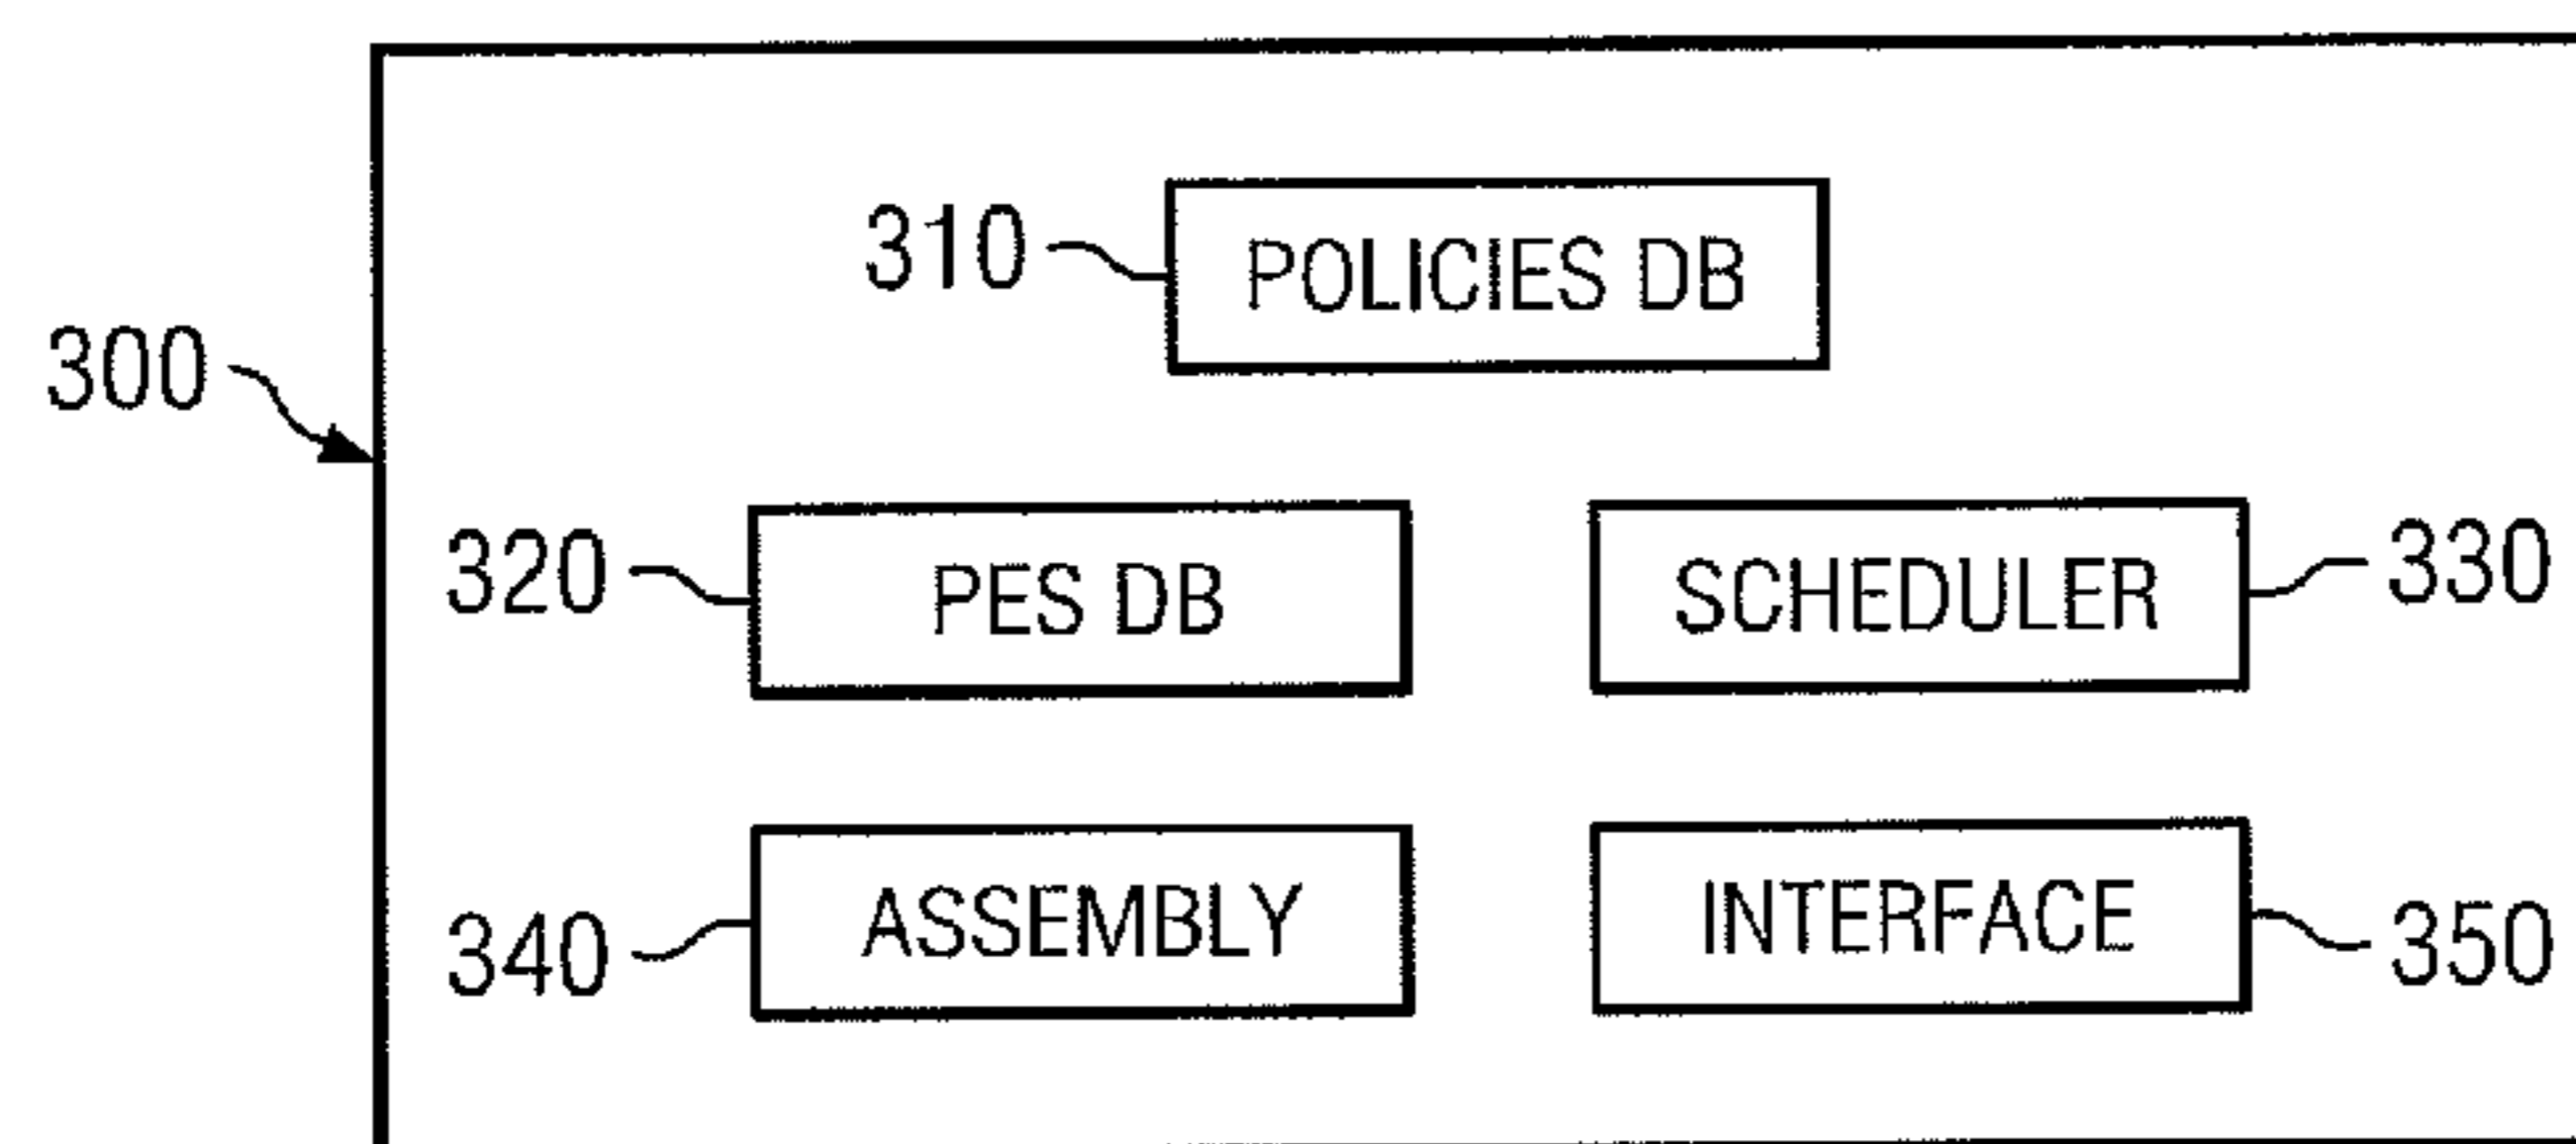 310 POLICIES DB
300
320 PES DB SCHEDULER 330
340 ASSEMBLY INTERFACE 350